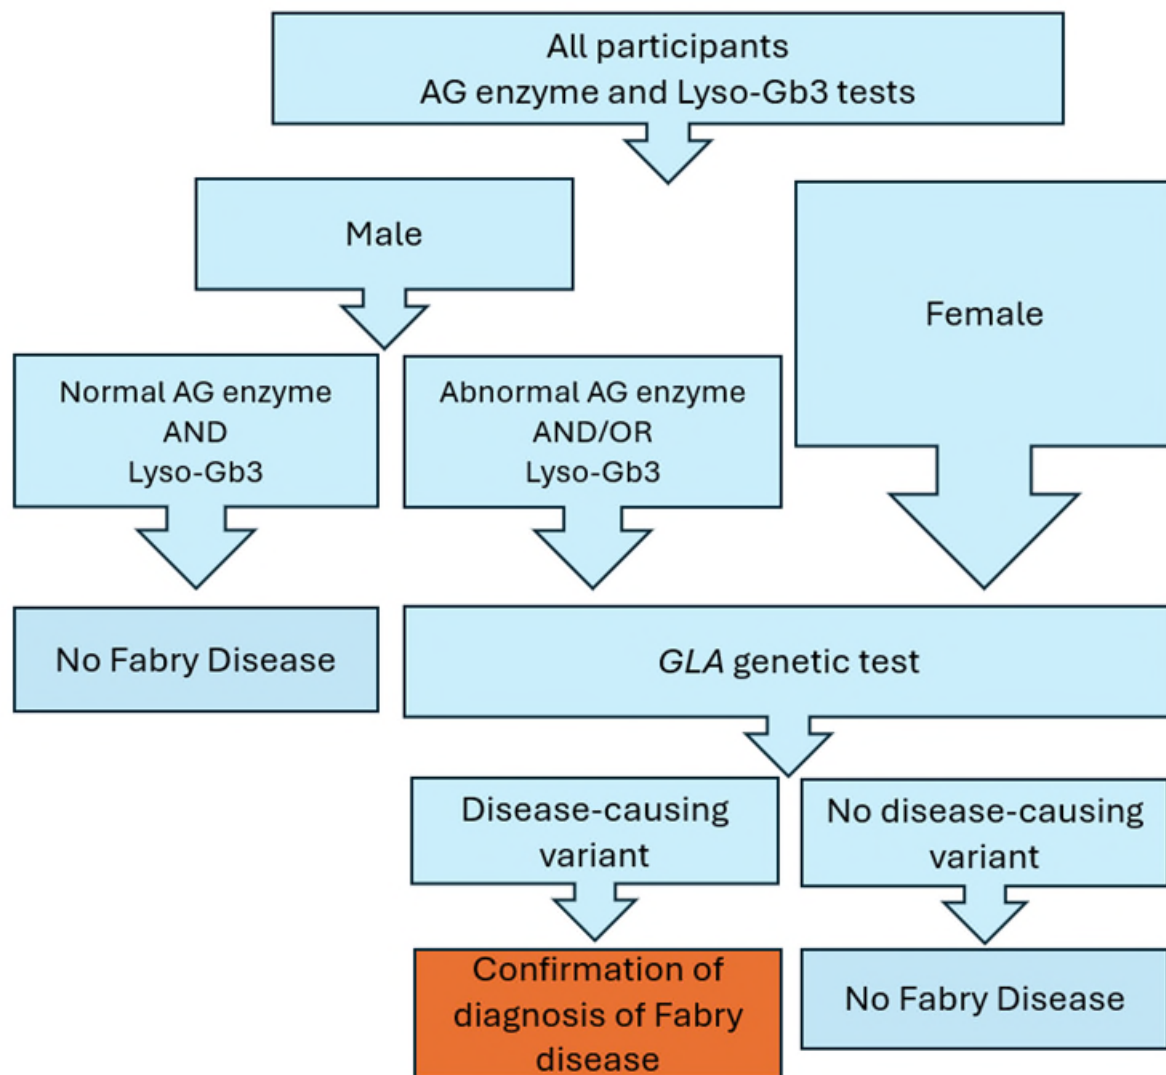 All participants
AG enzyme and Lyso-Gb3 tests
Male
Female
Normal AG enzyme
AND
Lyso-Gb3
Abnormal AG enzyme
AND/OR
Lyso-Gb3
No Fabry Disease
GLA genetic test
Disease-causing
variant
No disease-causing
variant
Confirmation of
diagnosis of Fabry
disease
No Fabry Disease